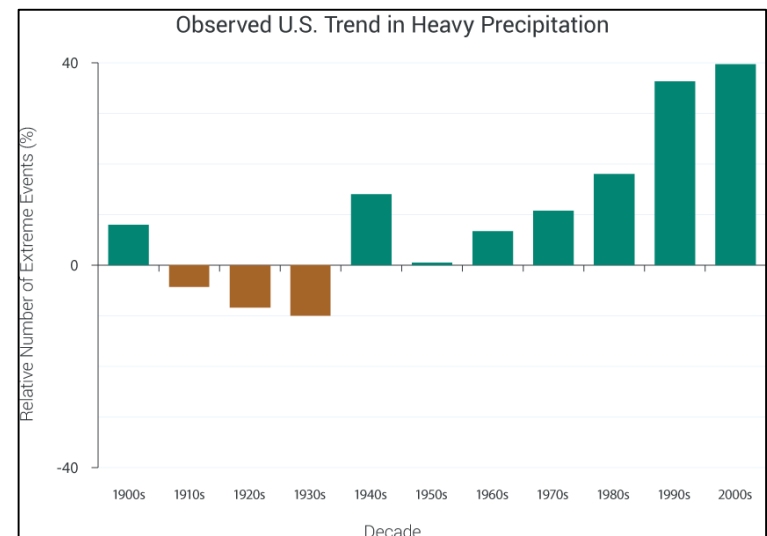 Observed U.S. Trend in Heavy Precipitation
Relative Number of Extreme Events (%)
40
0
-40
1900s 1910s 1920s 1930s 1940s 1950s 1960s 1970s 1980s 1990s 2000s
Decade